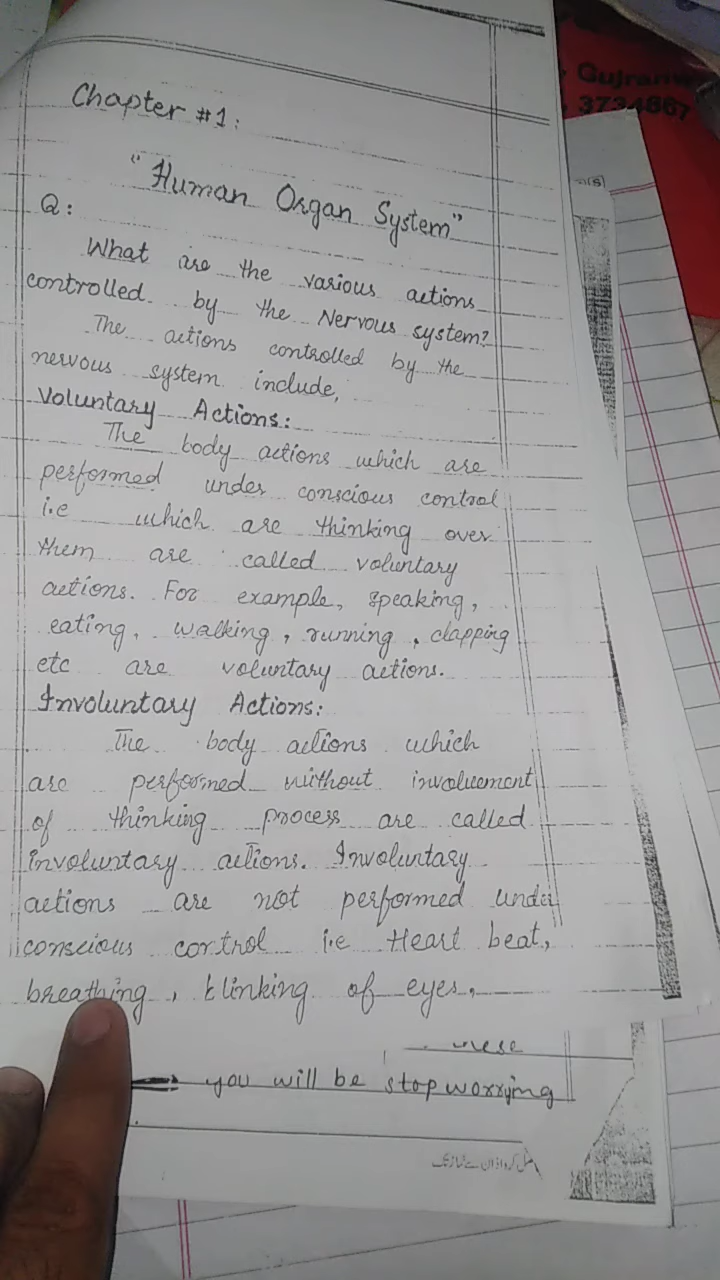 Chapter #1:
"Human Organ System"
Q:
What are the various actions
controlled by the Nervous system?
The actions controlled by the
nervous system include,
Voluntary Actions:
The body actions which are
performed under conscious control
i.e which are thinking over
them are called voluntary
actions. For example, speaking,
eating, walking, running, clapping
etc are voluntary actions.
Involuntary Actions:
The body actions which
are performed without involvement
of thinking process are called
involuntary actions. Involuntary
actions are not performed under
conscious control i.e Heart beat,
breathing, blinking of eyes,
you will be stop worrying
Gujranw
3734867